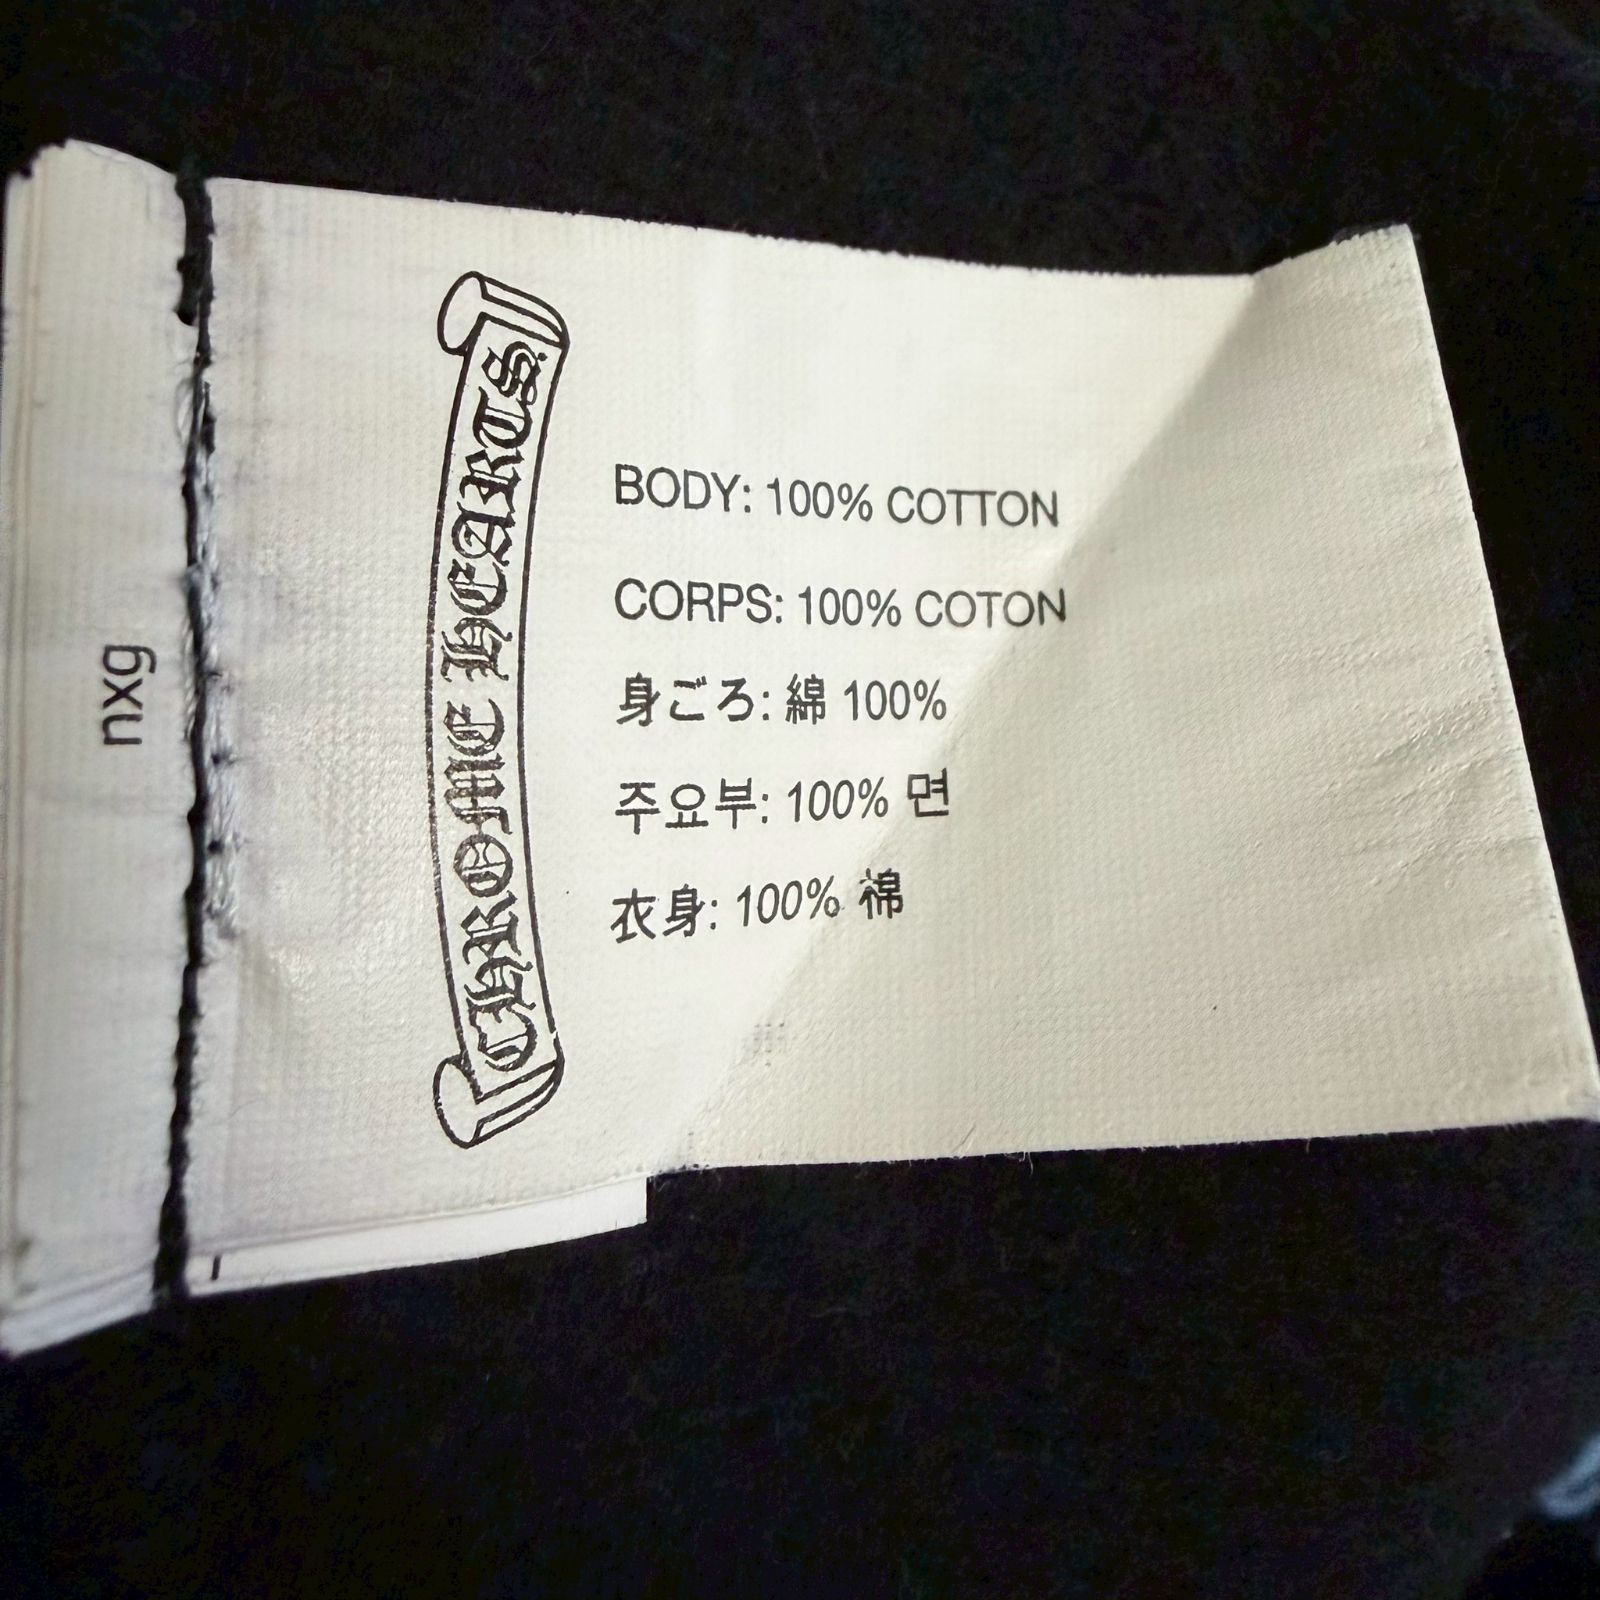 nxg
CHROME HEARTS
BODY: 100% COTTON
CORPS: 100% COTON
身ごろ: 綿 100%
주요부: 100% 면
衣身: 100% 棉